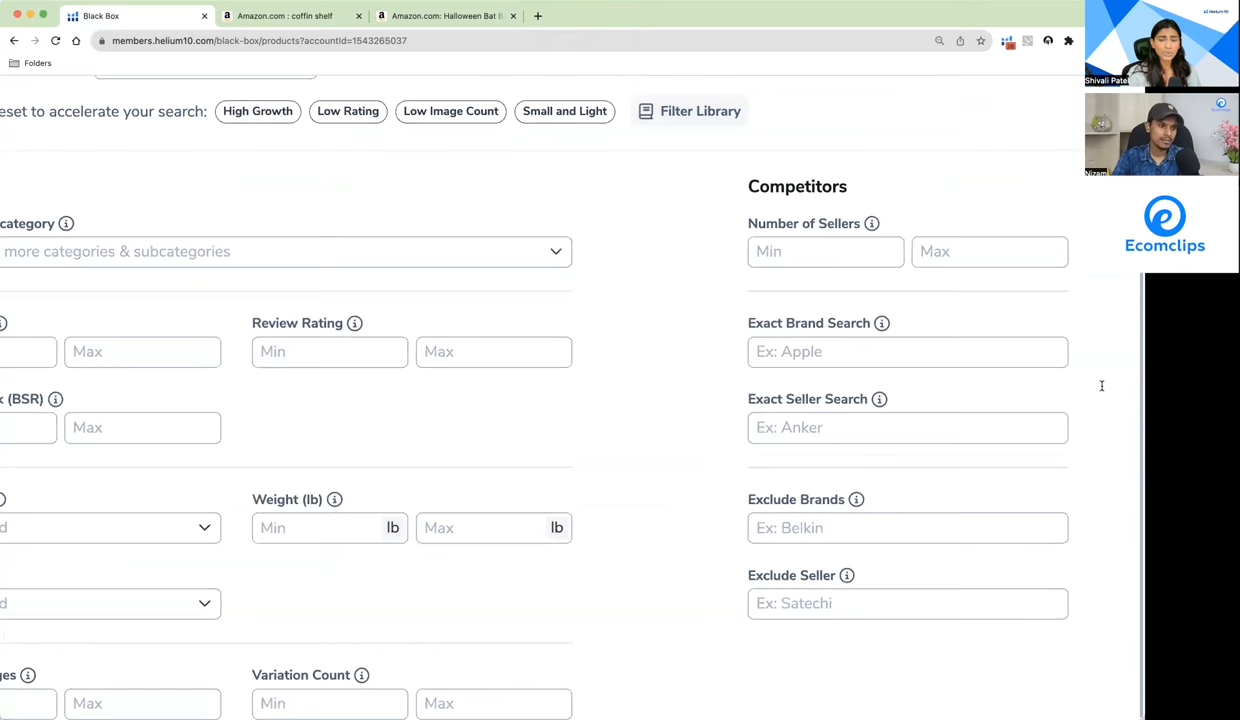 Black Box
Amazon.com : coffin shelf
Amazon.com: Halloween Bat B
members.helium10.com/black-box/products?accountId=1543265037
Folders
Helium10
Shivali Patel
Nizam
Ecomclips
eset to accelerate your search:
High Growth
Low Rating
Low Image Count
Small and Light
Filter Library
Competitors
category
Number of Sellers
more categories & subcategories
Min
Max
Review Rating
Exact Brand Search
Max
Min
Max
Ex: Apple
(BSR)
Exact Seller Search
Max
Ex: Anker
Weight (lb)
Exclude Brands
d
Min
lb
Max
lb
Ex: Belkin
Exclude Seller
d
Ex: Satechi
ges
Variation Count
Max
Min
Max